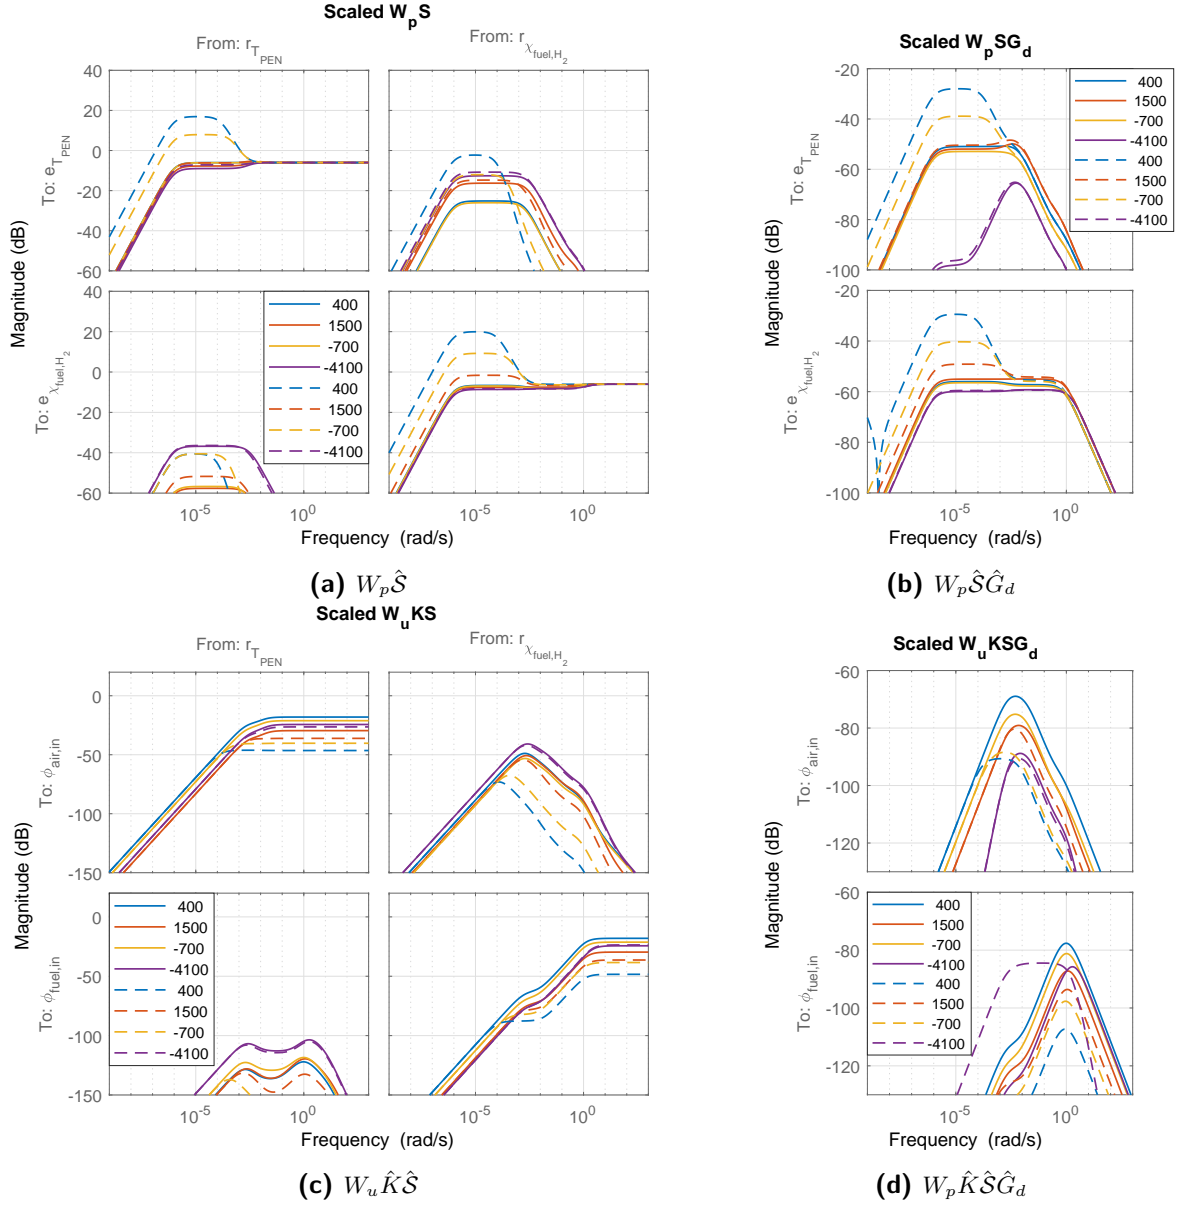 Scaled W_pS
From: r_T_PEN
From: r_χ_fuel,H_2
To: e_T_PEN
40
20
0
-20
-40
-60
To: e_χ_fuel,H_2
40
20
0
-20
-40
-60
Magnitude (dB)
400
1500
-700
-4100
400
1500
-700
-4100
10^-5
10^0
10^-5
10^0
Frequency (rad/s)
(a) W_p Ŝ
Scaled W_pSG_d
To: e_T_PEN
-20
-40
-60
-80
-100
To: e_χ_fuel,H_2
-20
-40
-60
-80
-100
Magnitude (dB)
400
1500
-700
-4100
400
1500
-700
-4100
10^-5
10^0
Frequency (rad/s)
(b) W_p Ŝ Ĝ_d
Scaled W_uKS
From: r_T_PEN
From: r_χ_fuel,H_2
To: ϕ_air,in
0
-50
-100
-150
To: ϕ_fuel,in
0
-50
-100
-150
Magnitude (dB)
400
1500
-700
-4100
400
1500
-700
-4100
10^-5
10^0
10^-5
10^0
Frequency (rad/s)
(c) W_u K̂ Ŝ
Scaled W_uKSG_d
To: ϕ_air,in
-60
-80
-100
-120
To: ϕ_fuel,in
-60
-80
-100
-120
Magnitude (dB)
400
1500
-700
-4100
400
1500
-700
-4100
10^-5
10^0
Frequency (rad/s)
(d) W_p K̂ Ŝ Ĝ_d